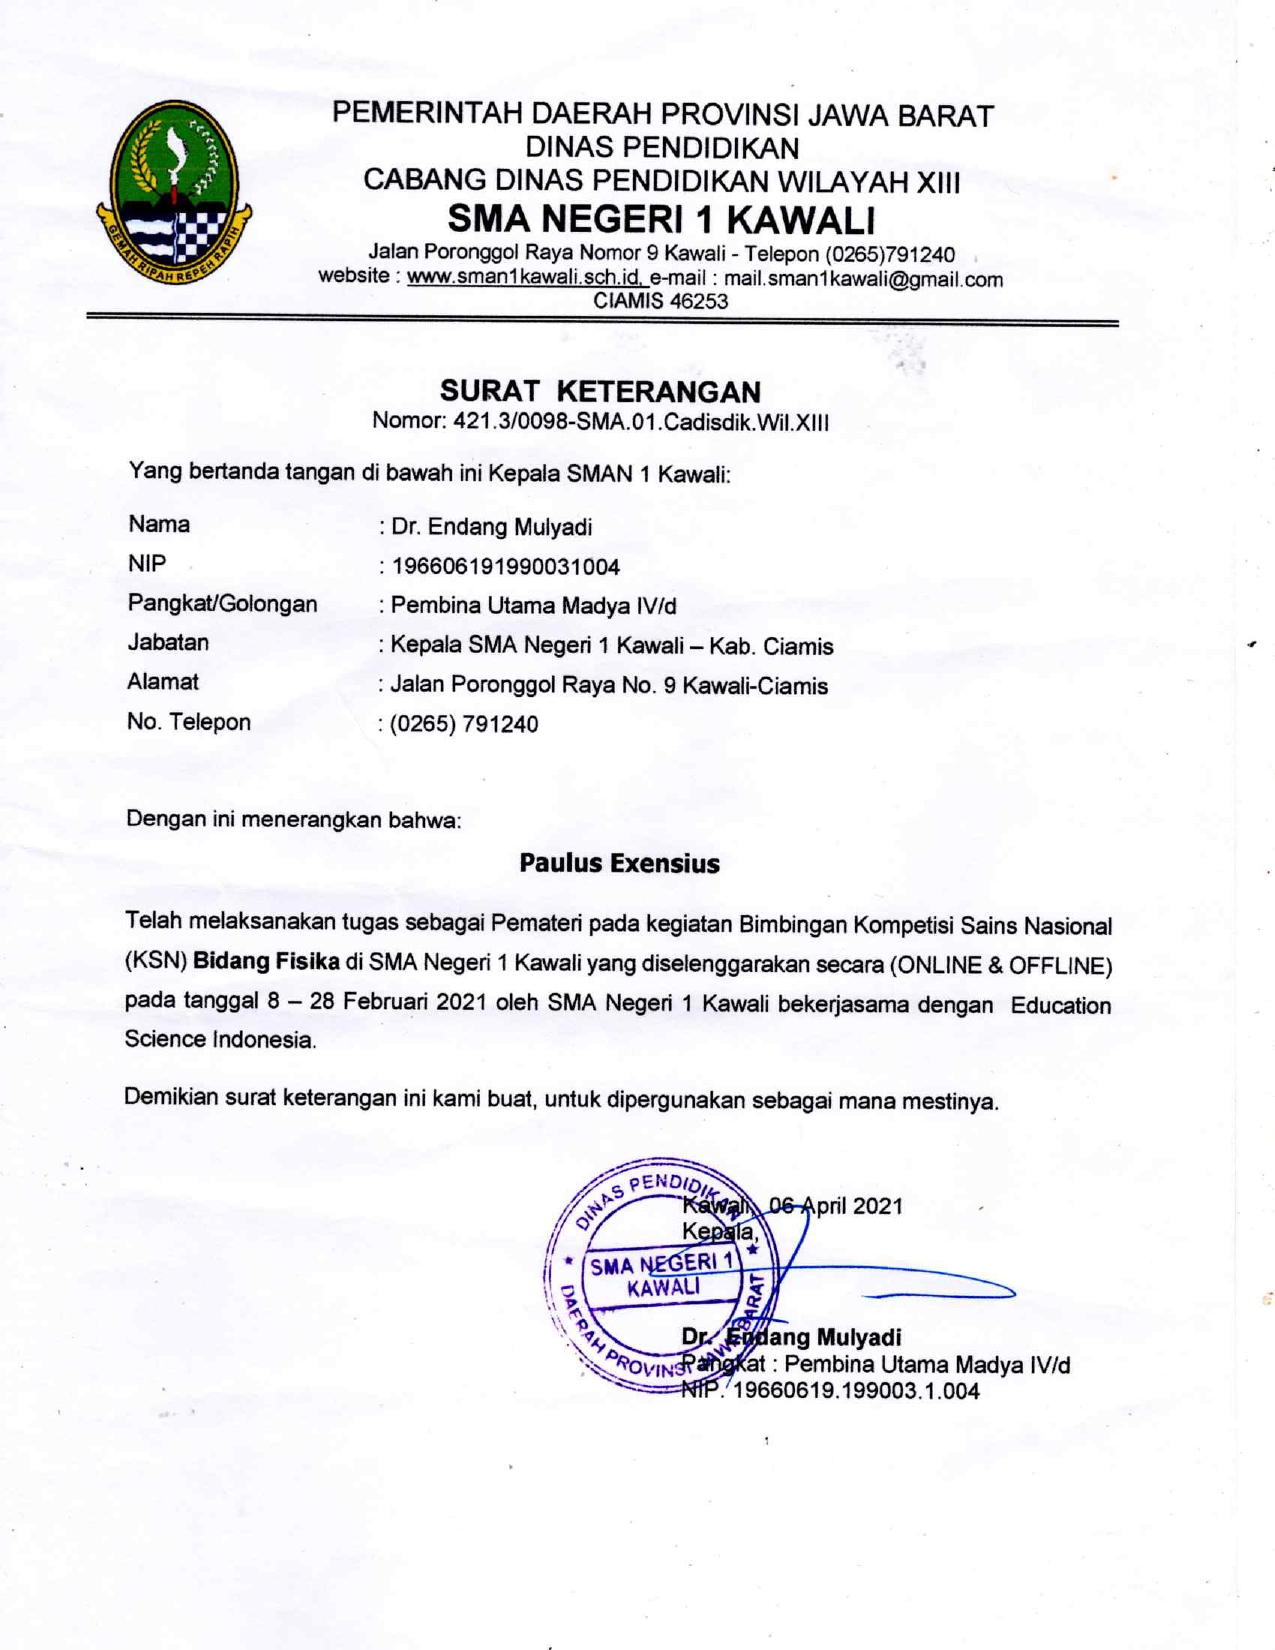 PEMERINTAH DAERAH PROVINSI JAWA BARAT
DINAS PENDIDIKAN
CABANG DINAS PENDIDIKAN WILAYAH XIII
SMA NEGERI 1 KAWALI
Jalan Poronggol Raya Nomor 9 Kawali - Telepon (0265)791240
website : www.sman1kawali.sch.id, e-mail : mail.sman1kawali@gmail.com
CIAMIS 46253
GEMAH RIPAH REPEH RAPIH
SURAT KETERANGAN
Nomor: 421.3/0098-SMA.01.Cadisdik.Wil.XIII
Yang bertanda tangan di bawah ini Kepala SMAN 1 Kawali:
Nama : Dr. Endang Mulyadi
NIP : 196606191990031004
Pangkat/Golongan : Pembina Utama Madya IV/d
Jabatan : Kepala SMA Negeri 1 Kawali – Kab. Ciamis
Alamat : Jalan Poronggol Raya No. 9 Kawali-Ciamis
No. Telepon : (0265) 791240
Dengan ini menerangkan bahwa:
Paulus Exensius
Telah melaksanakan tugas sebagai Pemateri pada kegiatan Bimbingan Kompetisi Sains Nasional
(KSN) Bidang Fisika di SMA Negeri 1 Kawali yang diselenggarakan secara (ONLINE & OFFLINE)
pada tanggal 8 – 28 Februari 2021 oleh SMA Negeri 1 Kawali bekerjasama dengan Education
Science Indonesia.
Demikian surat keterangan ini kami buat, untuk dipergunakan sebagai mana mestinya.
Kawali, 06 April 2021
Kepala,
DINAS PENDIDIKAN
SMA NEGERI 1
KAWALI
DAERAH PROVINSI JAWA BARAT
Dr. Endang Mulyadi
Pangkat : Pembina Utama Madya IV/d
NIP. 19660619.199003.1.004